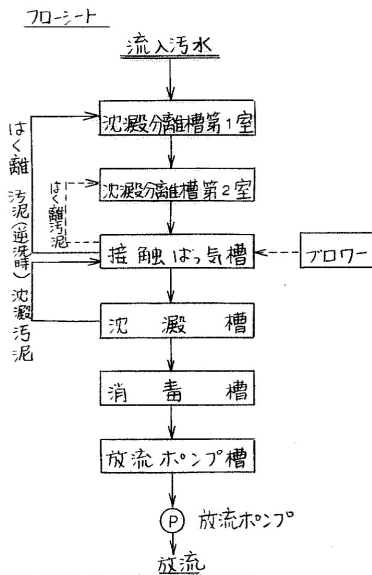 フローシート
流入汚水
沈澱分離槽第1室
沈澱分離槽第2室
接触ばっ気槽
ブロワー
沈澱槽
消毒槽
放流ポンプ槽
P 放流ポンプ
放流
はく離汚泥(逆洗時)
はく離汚泥
沈澱汚泥